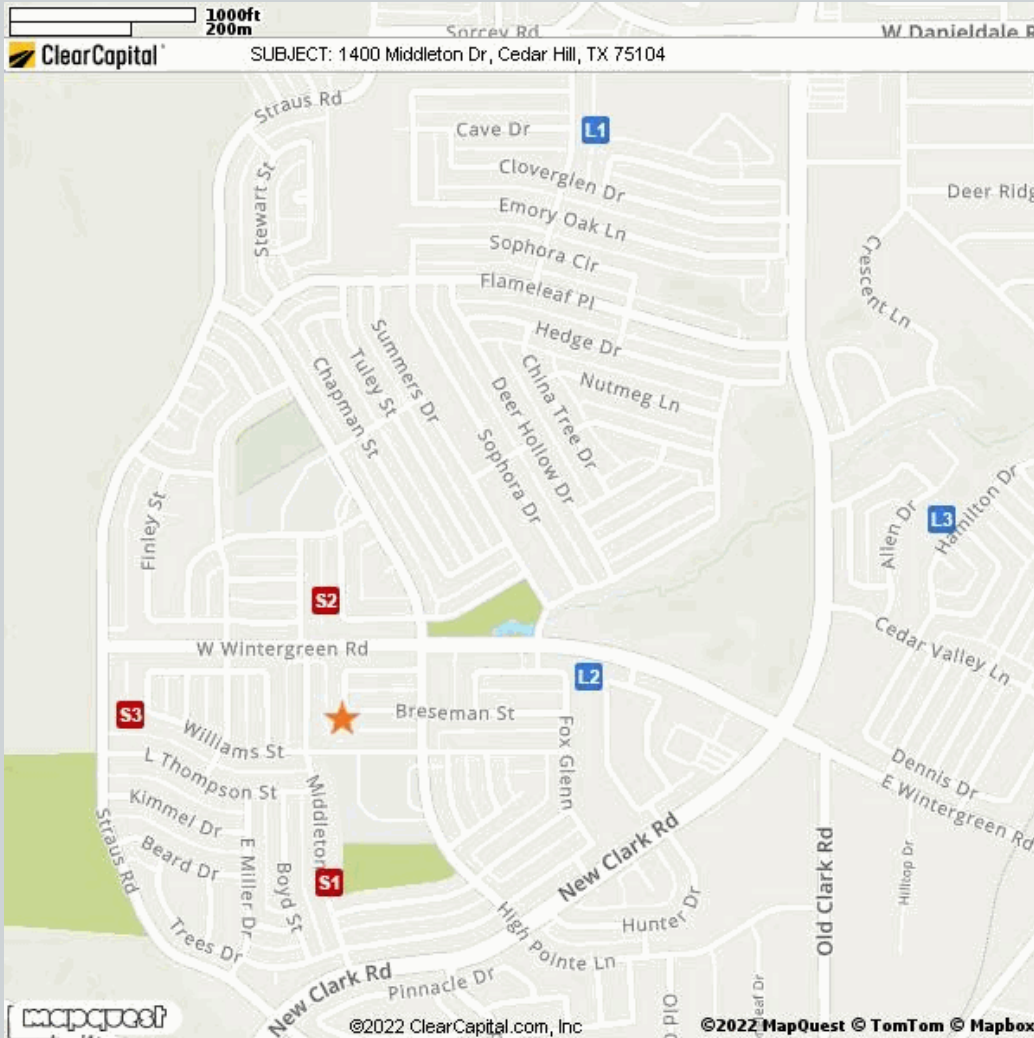 1000ft
200m
Sorcey Rd
W Danieldale R
ClearCapital
SUBJECT: 1400 Middleton Dr, Cedar Hill, TX 75104
Straus Rd
Cave Dr
L1
Cloverglen Dr
Stewart St
Deer Ridg
Emory Oak Ln
Sophora Cir
Crescent Ln
Flameleaf Pl
Hedge Dr
Summers Dr
Tuley St
Chapman St
China Tree Dr
Nutmeg Ln
Deer Hollow Dr
Sophora Dr
Finley St
Allen Dr
L3
Hamilton Dr
S2
Cedar Valley Ln
W Wintergreen Rd
L2
S3
Breseman St
Williams St
Fox Glenn
L Thompson St
Middleton
Dennis Dr
E Wintergreen Rd
Kimmel Dr
Straus Rd
Beard Dr
E Miller Dr
Boyd St
S1
New Clark Rd
Old Clark Rd
Hilltop Dr
Trees Dr
High Pointe Ln
Hunter Dr
New Clark Rd
Pinnacle Dr
Old C
leaf Dr
mapquest
©2022 ClearCapital.com, Inc
©2022 MapQuest © TomTom © Mapbox